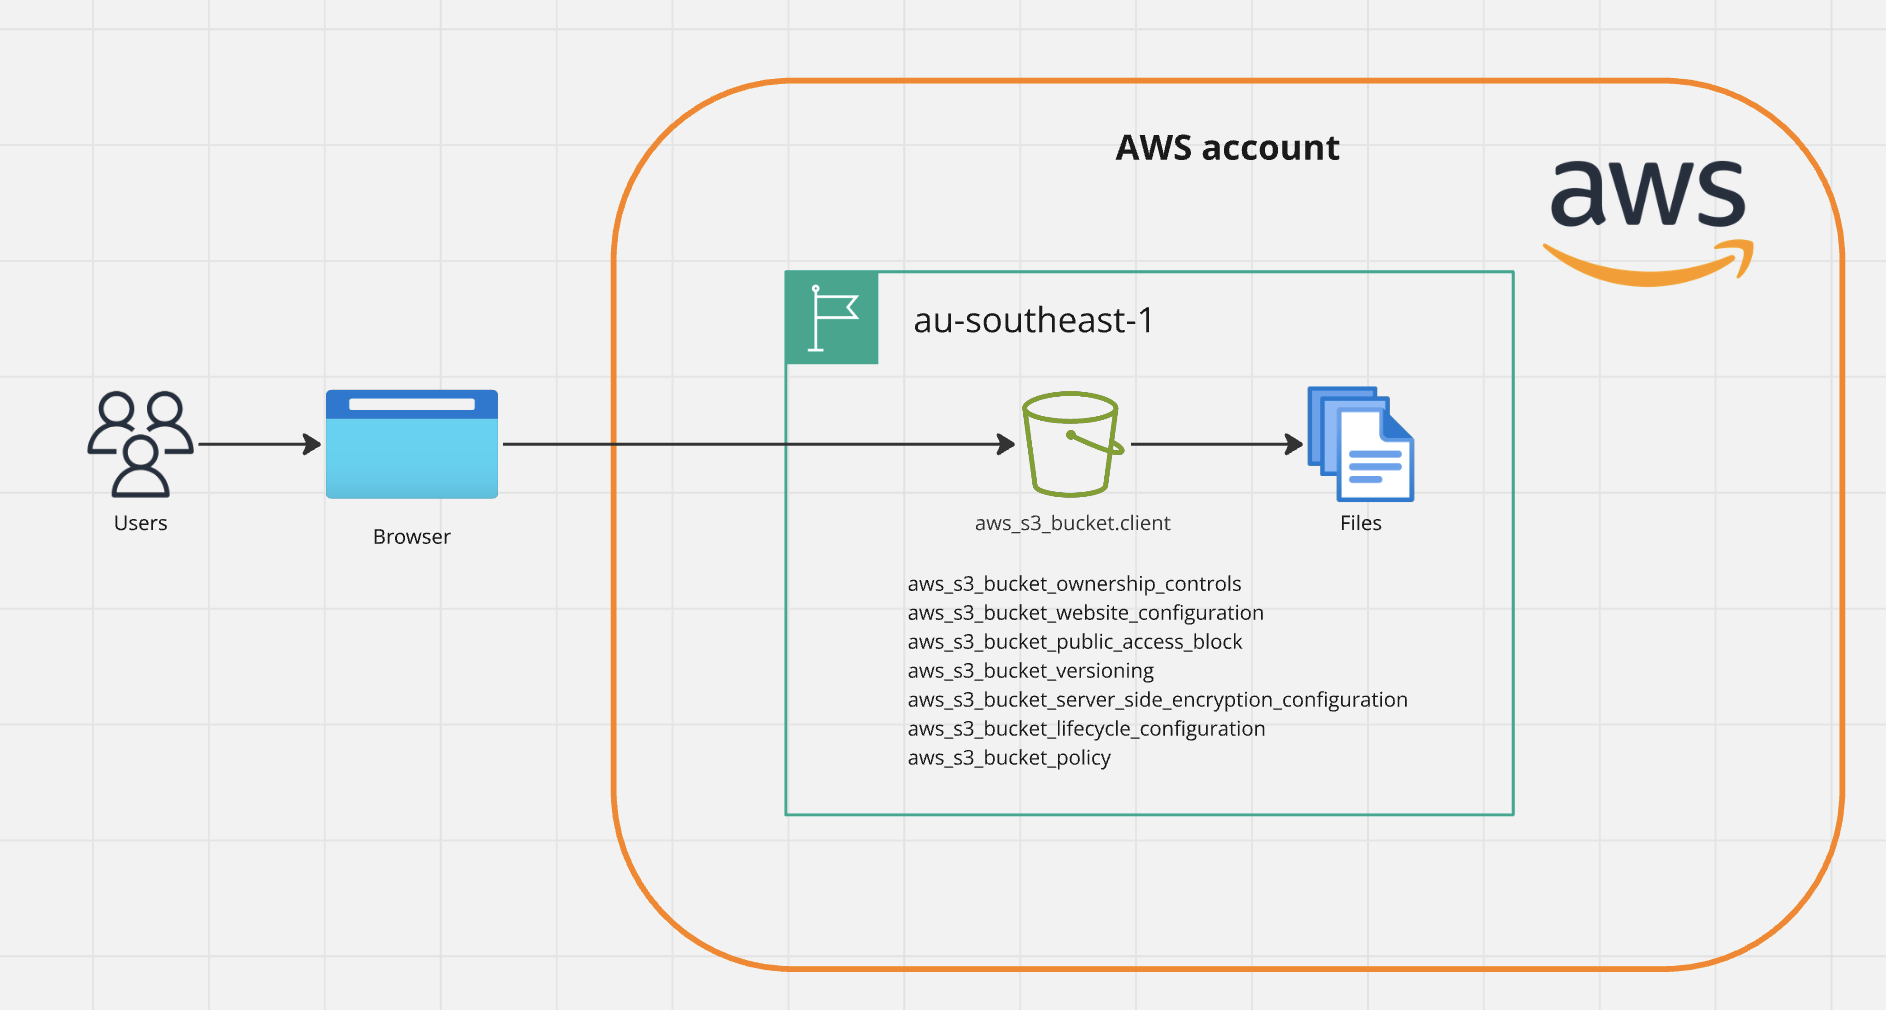 AWS account
aws
au-southeast-1
Users
Browser
aws_s3_bucket.client
Files
aws_s3_bucket_ownership_controls
aws_s3_bucket_website_configuration
aws_s3_bucket_public_access_block
aws_s3_bucket_versioning
aws_s3_bucket_server_side_encryption_configuration
aws_s3_bucket_lifecycle_configuration
aws_s3_bucket_policy